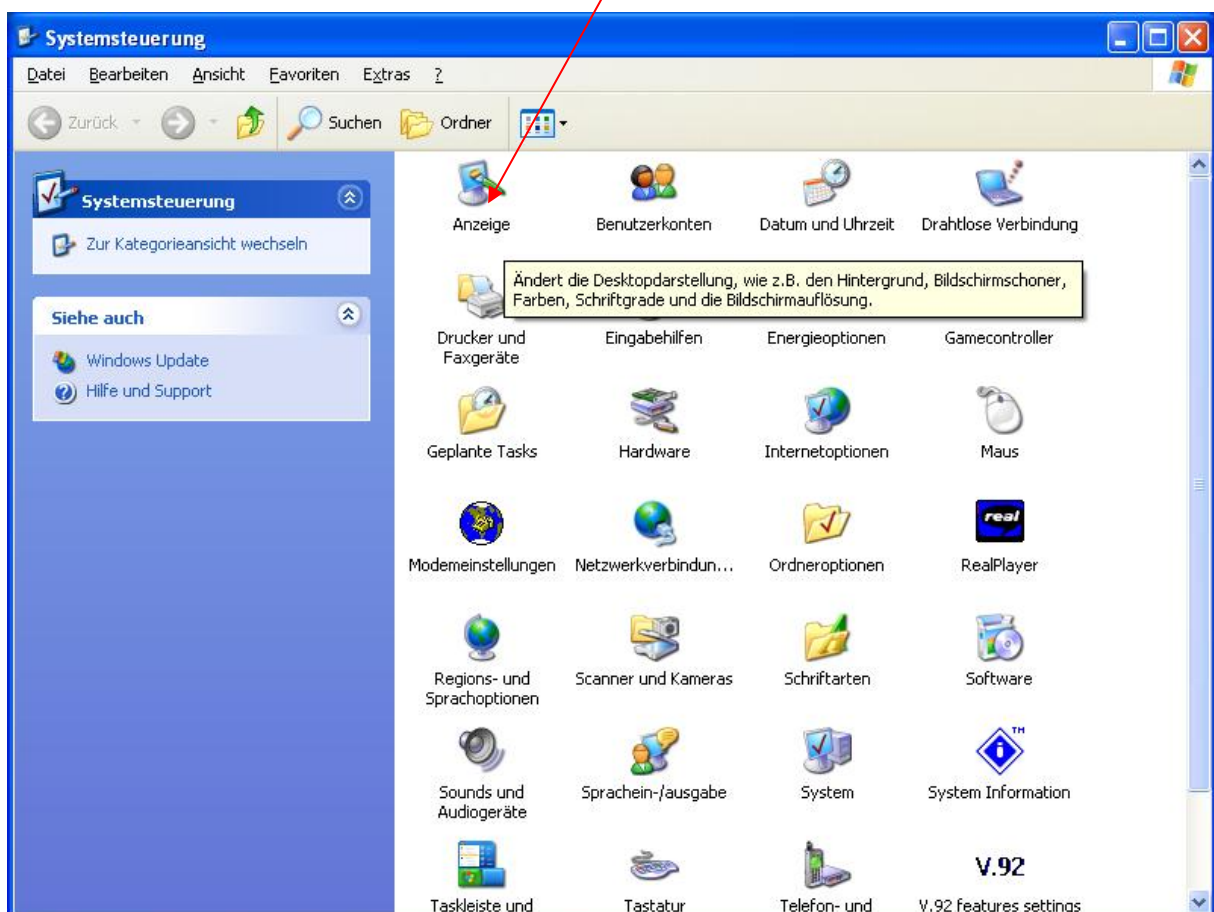 Systemsteuerung
Datei Bearbeiten Ansicht Favoriten Extras ?
Zurück Suchen Ordner
Systemsteuerung
Zur Kategorieansicht wechseln
Siehe auch
Windows Update
Hilfe und Support
Anzeige Benutzerkonten Datum und Uhrzeit Drahtlose Verbindung
Ändert die Desktopdarstellung, wie z.B. den Hintergrund, Bildschirmschoner,
Farben, Schriftgrade und die Bildschirmauflösung.
Drucker und Eingabehilfen Energieoptionen Gamecontroller
Faxgeräte
Geplante Tasks Hardware Internetoptionen Maus
real
Modemeinstellungen Netzwerkverbindun... Ordneroptionen RealPlayer
Regions- und Scanner und Kameras Schriftarten Software
Sprachoptionen
TM
Sounds und Sprachein-/ausgabe System System Information
Audiogeräte
V.92
Taskleiste und Tastatur Telefon- und V.92 features settings